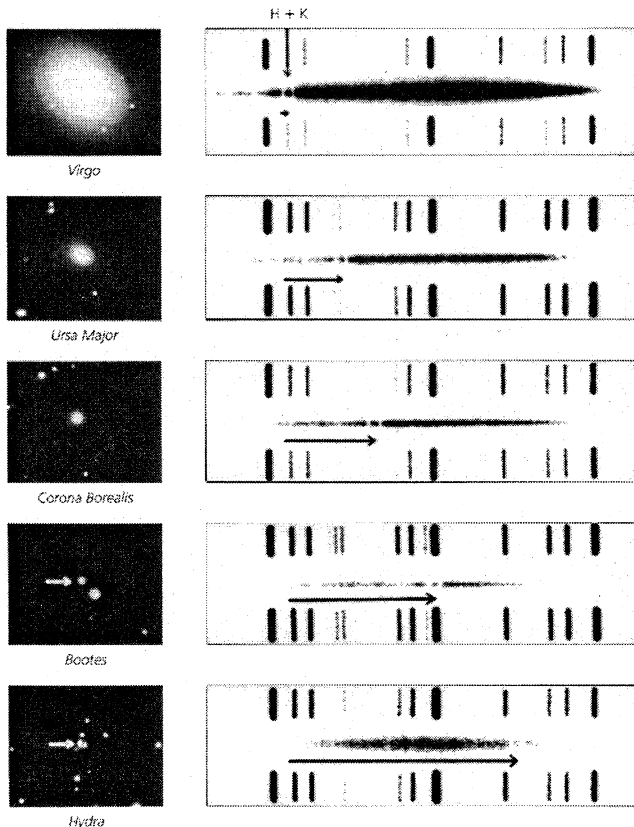 H + K
Virgo
Ursa Major
Corona Borealis
Bootes
Hydra